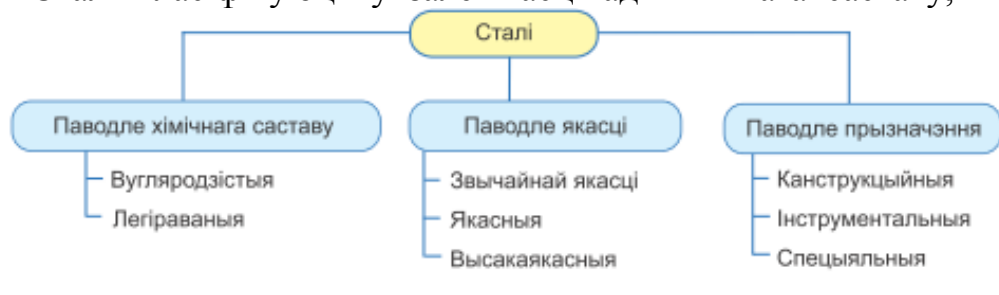 Сталі
Паводле хімічнага саставу
Вугляродзістыя
Легіраваныя
Паводле якасці
Звычайнай якасці
Якасныя
Высакаякасныя
Паводле прызначэння
Канструкцыйныя
Інструментальныя
Спецыяльныя